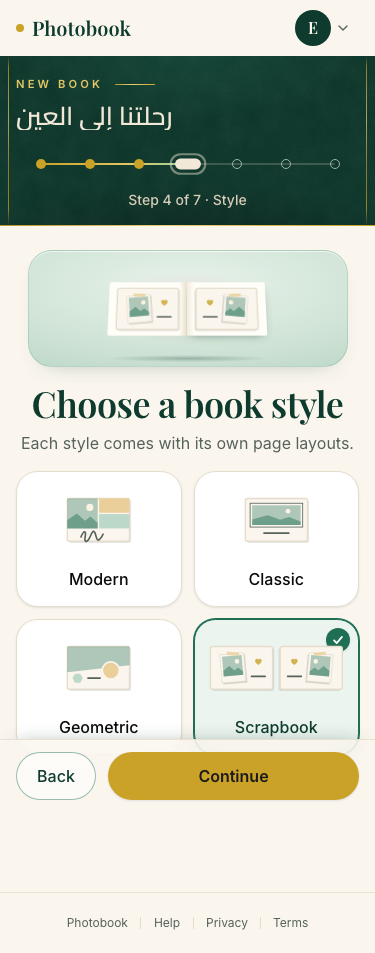 Photobook
E
NEW BOOK
رحلتنا إلى العين
Step 4 of 7 · Style
Choose a book style
Each style comes with its own page layouts.
Modern
Classic
Geometric
Scrapbook
Back
Continue
Photobook
Help
Privacy
Terms